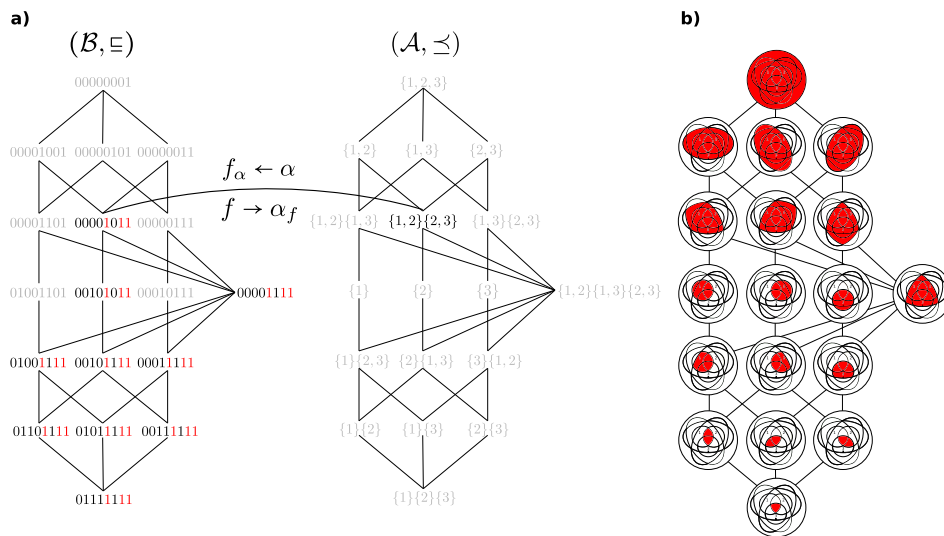 a)
b)
(ℬ, ⊑)
(𝒜, ⪯)
00000001
{1, 2, 3}
00001001 00000101 00000011
{1, 2} {1, 3} {2, 3}
f_α ← α
f → α_f
00001101 00001011 00000111
{1, 2}{1, 3} {1, 2}{2, 3} {1, 3}{2, 3}
01001101 00101011 00010111 00001111
{1} {2} {3} {1, 2}{1, 3}{2, 3}
01001111 00101111 00011111
{1}{2, 3} {2}{1, 3} {3}{1, 2}
01101111 01011111 00111111
{1}{2} {1}{3} {2}{3}
01111111
{1}{2}{3}